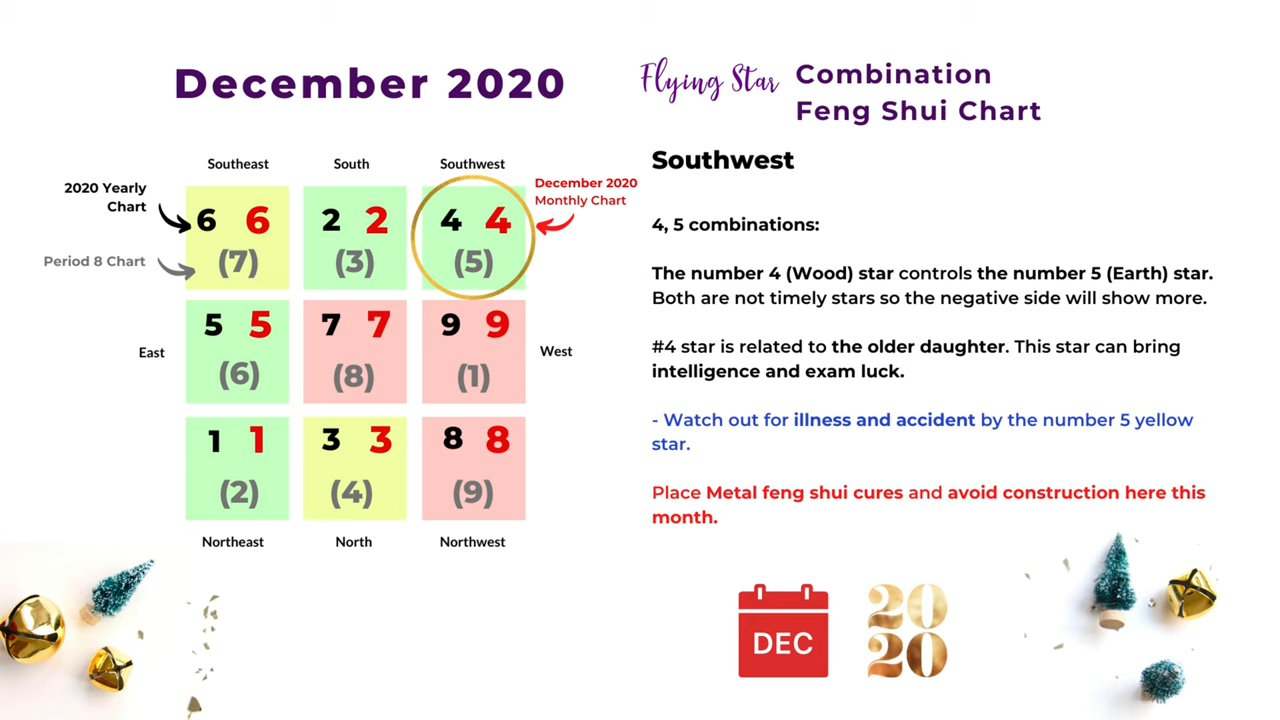 December 2020
Flying Star Combination
Feng Shui Chart
Southeast South Southwest
2020 Yearly
Chart
Period 8 Chart
December 2020
Monthly Chart
6 6 2 2 4 4
(7) (3) (5)
East
5 5 7 7 9 9
(6) (8) (1)
West
1 1 3 3 8 8
(2) (4) (9)
Northeast North Northwest
Southwest
4, 5 combinations:
The number 4 (Wood) star controls the number 5 (Earth) star.
Both are not timely stars so the negative side will show more.
#4 star is related to the older daughter. This star can bring
intelligence and exam luck.
- Watch out for illness and accident by the number 5 yellow
star.
Place Metal feng shui cures and avoid construction here this
month.
DEC
20
20